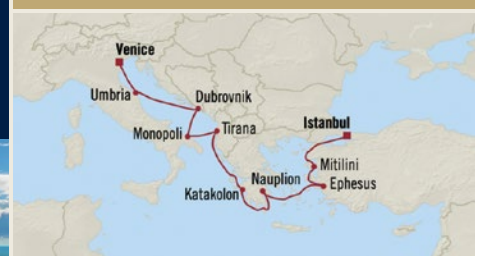 Venice
Umbria
Dubrovnik
Monopoli
Tirana
Istanbul
Mitilini
Nauplion
Ephesus
Katakolon